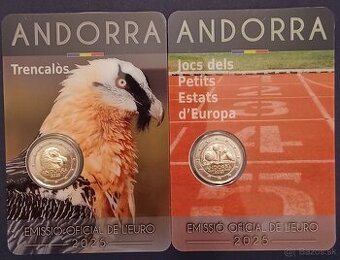 ANDORRA
Trencalòs
EMISSIÓ OFICIAL DE L'EURO
2025
ANDORRA
Jocs dels
Petits
Estats
d'Europa
EMISSIÓ OFICIAL DE L'EURO
2025